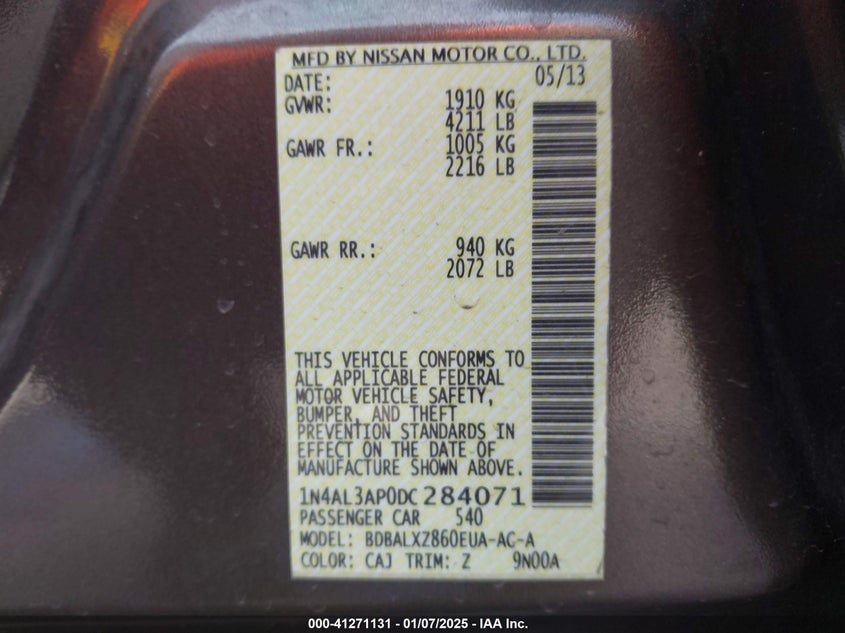 MFD BY NISSAN MOTOR CO., LTD.
DATE: 05/13
GVWR: 1910 KG
4211 LB
GAWR FR.: 1005 KG
2216 LB
GAWR RR.: 940 KG
2072 LB
THIS VEHICLE CONFORMS TO
ALL APPLICABLE FEDERAL
MOTOR VEHICLE SAFETY,
BUMPER, AND THEFT
PREVENTION STANDARDS IN
EFFECT ON THE DATE OF
MANUFACTURE SHOWN ABOVE.
1N4AL3AP0DC284071
PASSENGER CAR 540
MODEL: BDBALXZ860EUA-AC-A
COLOR: CAJ TRIM: Z 9N00A
000-41271131 - 01/07/2025 - IAA Inc.